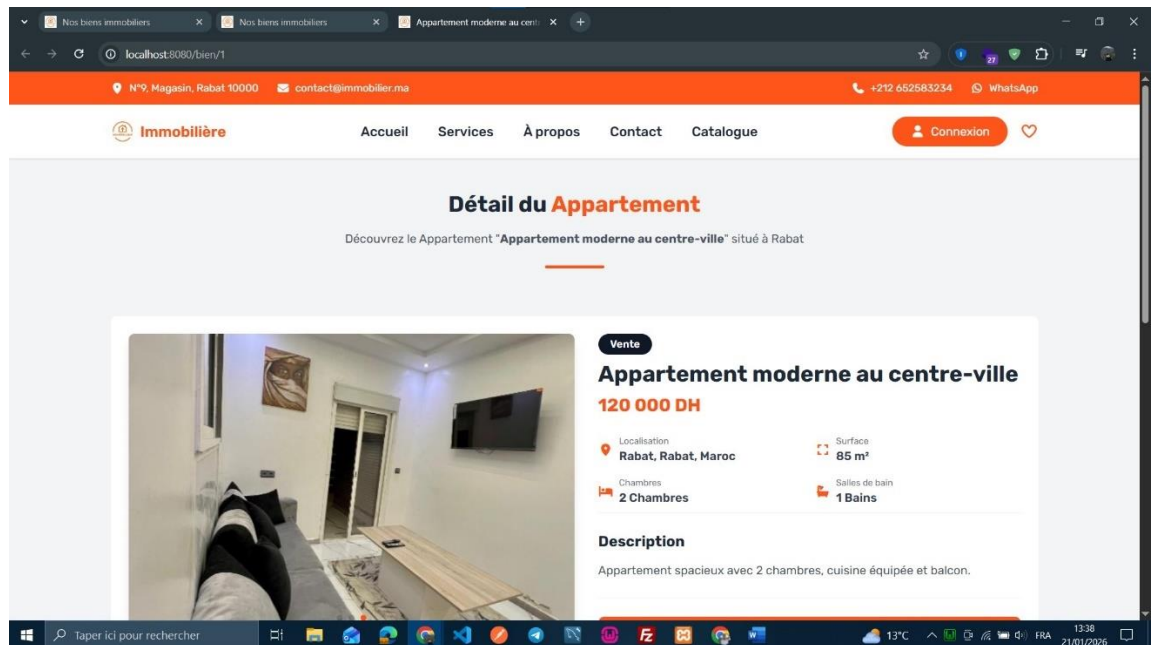 Nos biens immobiliers
Nos biens immobiliers
Appartement moderne au cent
localhost:8080/bien/1
27
N°9, Magasin, Rabat 10000 contact@immobilier.ma
+212 652583234 WhatsApp
Immobilière
Accueil Services À propos Contact Catalogue
Connexion
Détail du Appartement
Découvrez le Appartement "Appartement moderne au centre-ville" situé à Rabat
Vente
Appartement moderne au centre-ville
120 000 DH
Localisation
Rabat, Rabat, Maroc
Surface
85 m²
Chambres
2 Chambres
Salles de bain
1 Bains
Description
Appartement spacieux avec 2 chambres, cuisine équipée et balcon.
Taper ici pour rechercher
13°C
FRA
13:38
21/01/2026